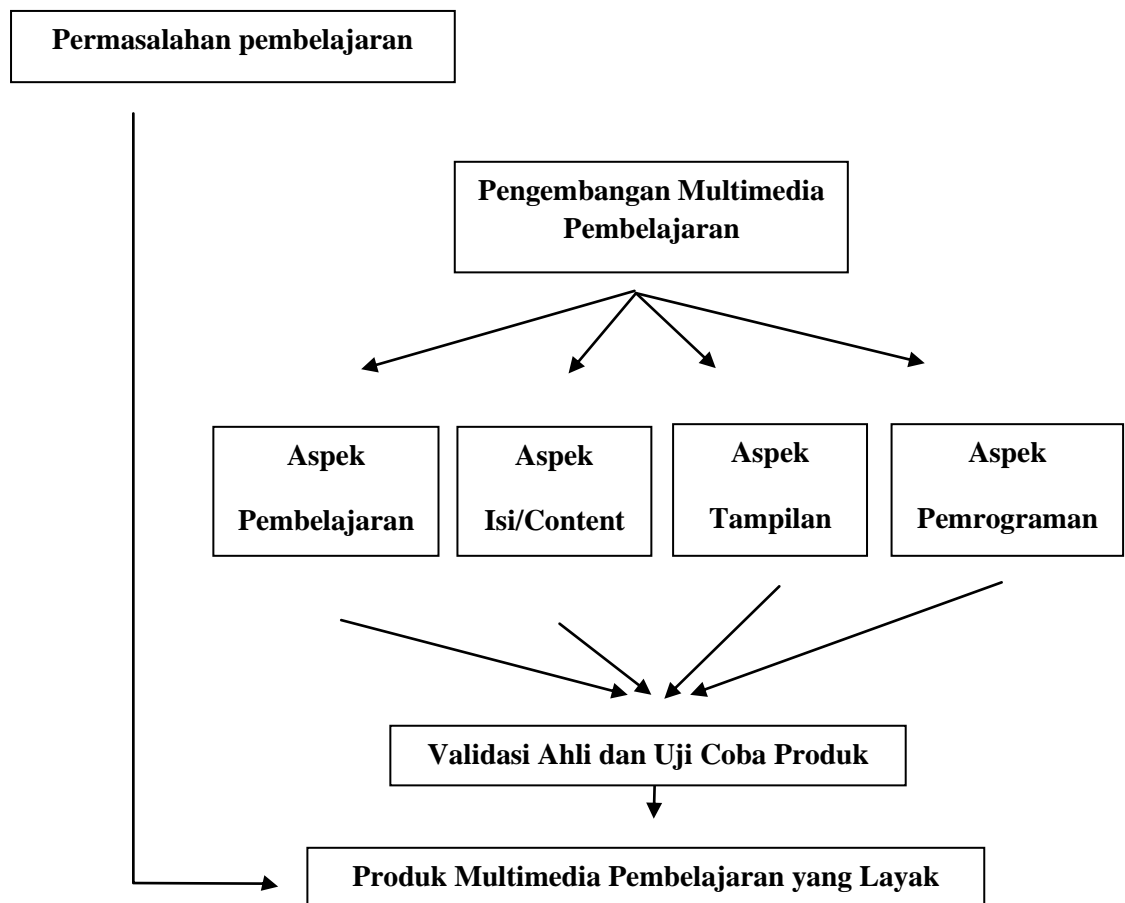 Permasalahan pembelajaran
Pengembangan Multimedia
Pembelajaran
Aspek
Pembelajaran
Aspek
Isi/Content
Aspek
Tampilan
Aspek
Pemrograman
Validasi Ahli dan Uji Coba Produk
Produk Multimedia Pembelajaran yang Layak